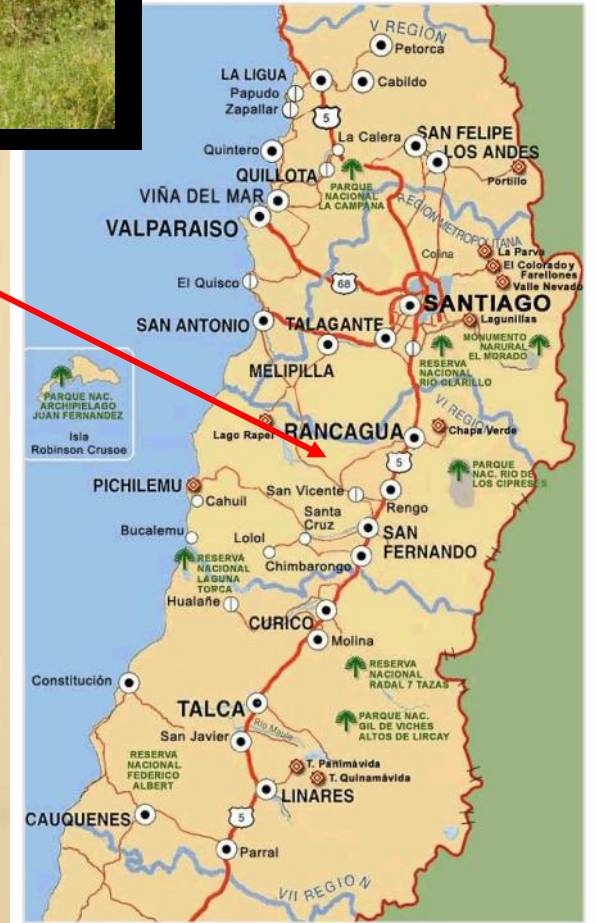 V REGION
Petorca
LA LIGUA
Papudo
Zapallar
Cabildo
5
La Calera
SAN FELIPE
LOS ANDES
Quintero
QUILLOTA
Portillo
PARQUE
NACIONAL
LA CAMPANA
VIÑA DEL MAR
VALPARAISO
REGION METROPOLITANA
Colina
La Parva
El Colorado y
Farellones
Valle Nevado
El Quisco
68
SANTIAGO
Lagunillas
SAN ANTONIO
TALAGANTE
MONUMENTO
NARURAL
EL MORADO
MELIPILLA
RESERVA
NACIONAL
RIO CLARILLO
PARQUE NAC.
ARCHIPIELAGO
JUAN FERNANDEZ
Isla
Robinson Crusoe
VI REGION
Lago Rapel
RANCAGUA
Chapa Verde
5
PARQUE
NAC. RIO DE
LOS CIPRESES
PICHILEMU
San Vicente
Cahuil
Rengo
Santa
Cruz
Bucalemu
Lolol
SAN
FERNANDO
Chimbarongo
RESERVA
NACIONAL
LAGUNA
TORCA
Hualañe
CURICO
Molina
RESERVA
NACIONAL
RADAL 7 TAZAS
Constitución
TALCA
PARQUE NAC.
GIL DE VICHES
ALTOS DE LIRCAY
San Javier
Rio Maule
RESERVA
NACIONAL
FEDERICO
ALBERT
T. Panimávida
T. Quinamávida
LINARES
CAUQUENES
5
Parral
VII REGION